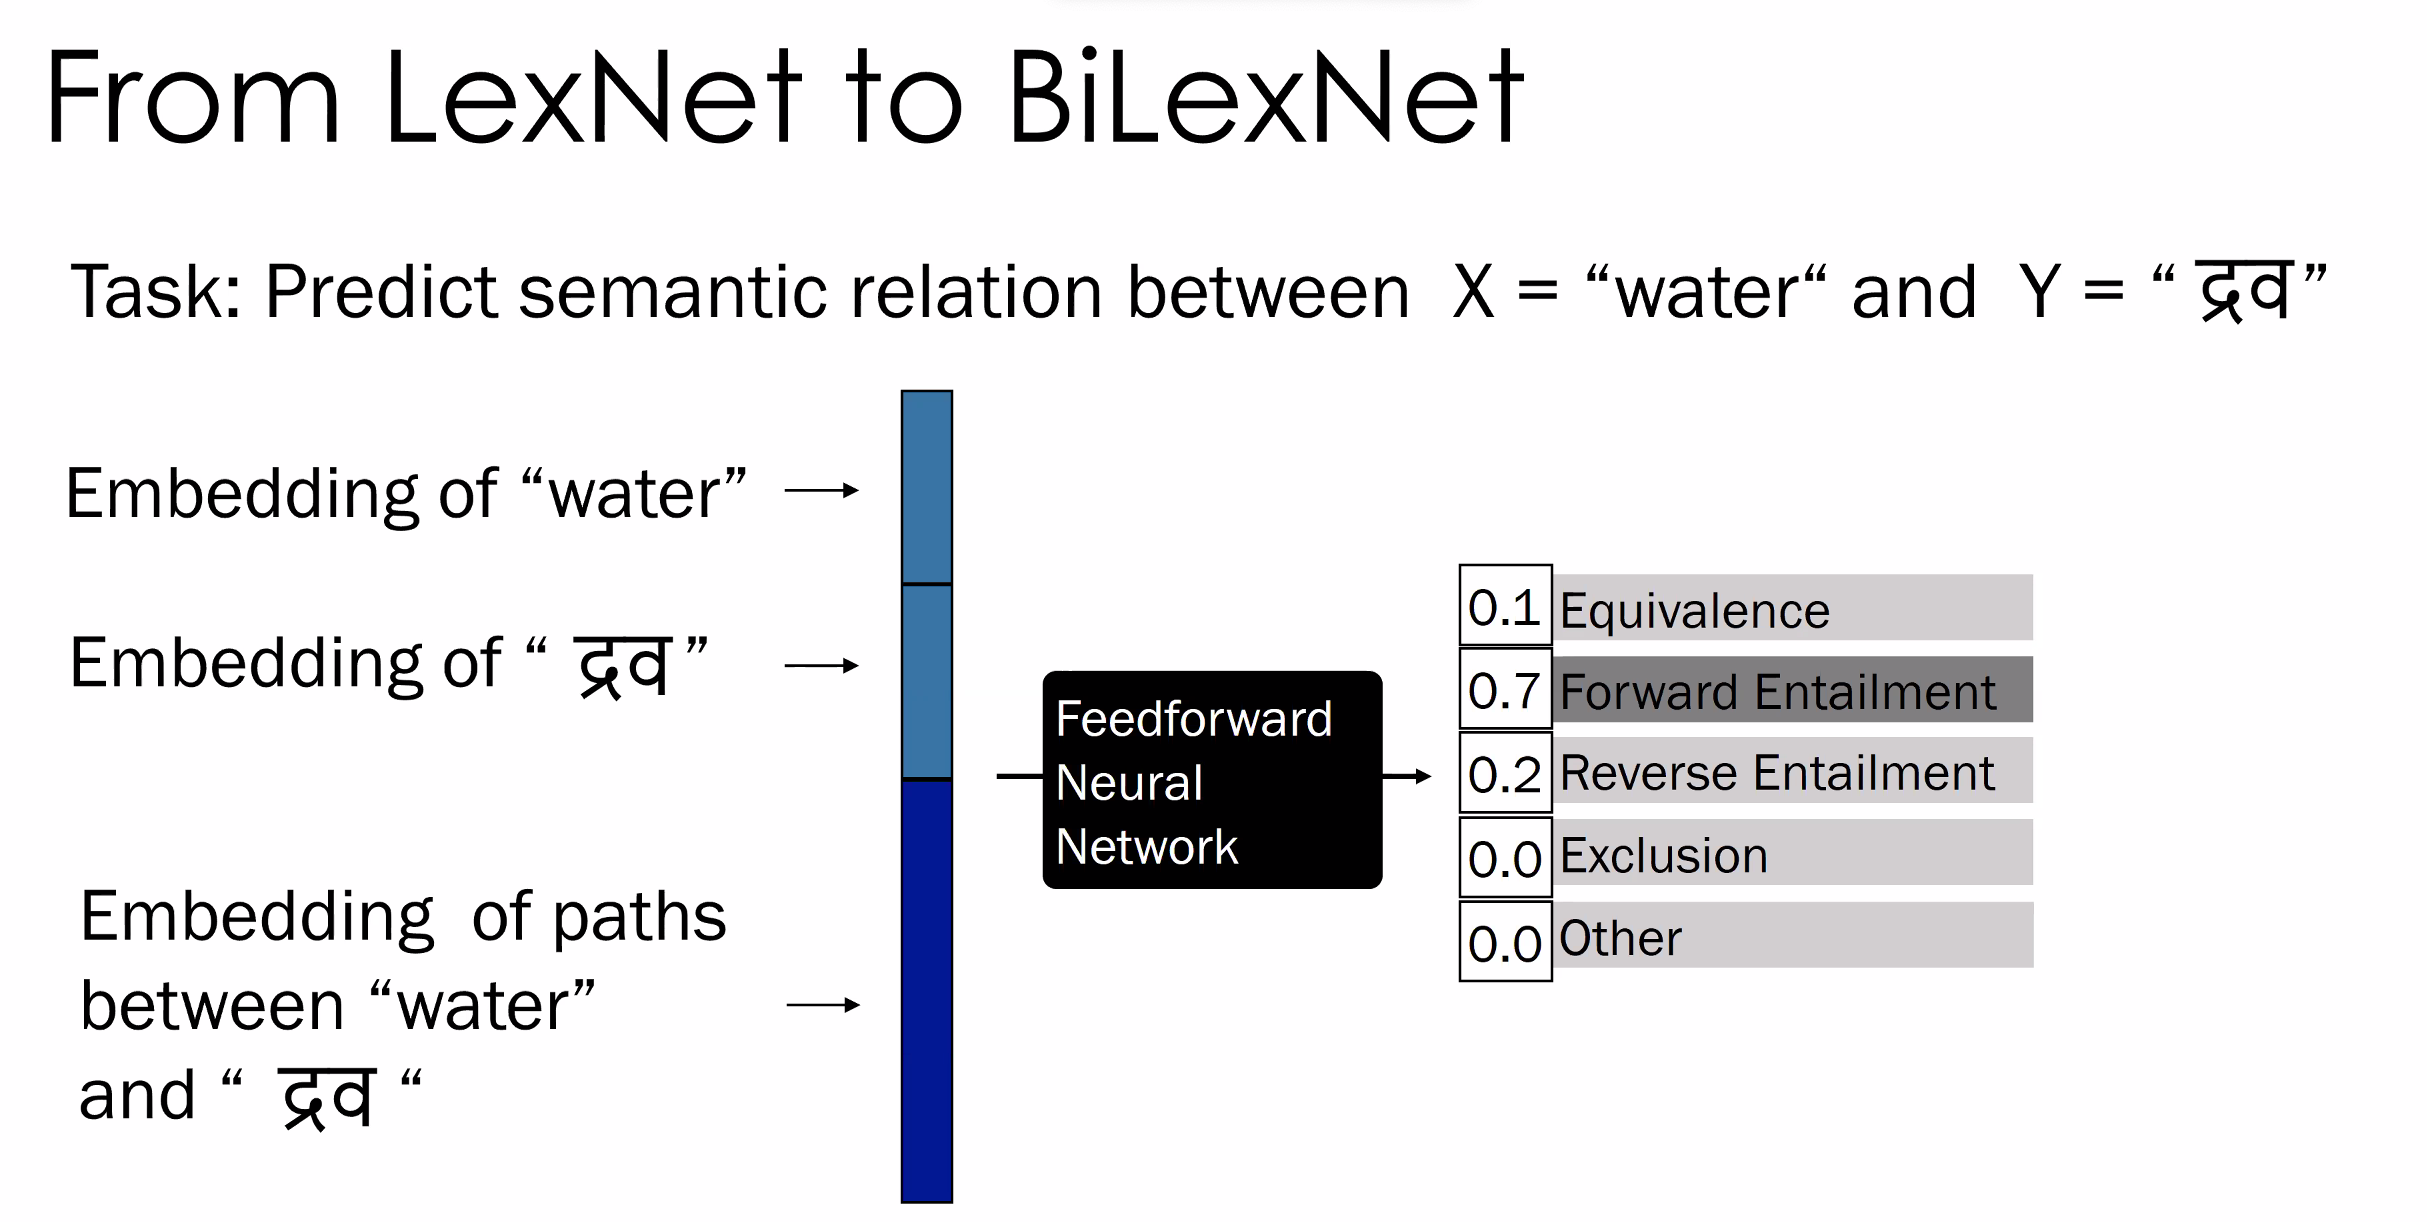 From LexNet to BiLexNet
Task: Predict semantic relation between X = “water“ and Y = “ द्रव”
Embedding of “water”
Embedding of “ द्रव ”
Embedding of paths
between “water”
and “ द्रव “
Feedforward
Neural
Network
0.1 Equivalence
0.7 Forward Entailment
0.2 Reverse Entailment
0.0 Exclusion
0.0 Other